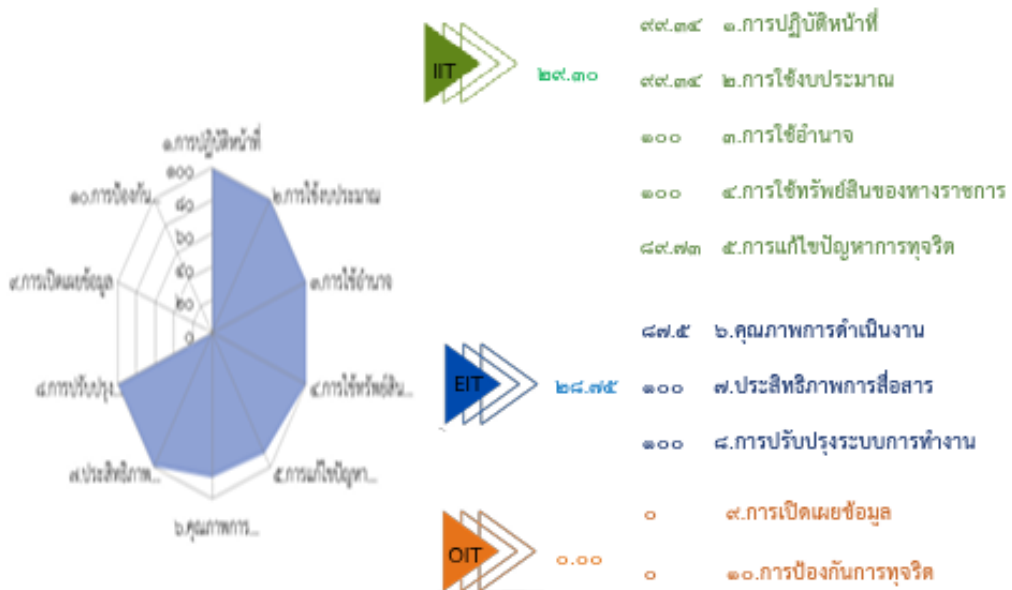 ๑.การปฏิบัติหน้าที่
๒.การใช้งบประมาณ
๓.การใช้อำนาจ
๔.การใช้ทรัพย์สิน...
๕.การแก้ไขปัญหา...
๖.คุณภาพการ...
๗.ประสิทธิภาพ...
๘.การปรับปรุง...
๙.การเปิดเผยข้อมูล
๑๐.การป้องกัน...
๑๐๐
๘๐
๖๐
๔๐
๒๐
๐
IIT ๒๙.๓๐
๙๙.๓๔ ๑.การปฏิบัติหน้าที่
๙๙.๓๔ ๒.การใช้งบประมาณ
๑๐๐ ๓.การใช้อำนาจ
๑๐๐ ๔.การใช้ทรัพย์สินของทางราชการ
๘๙.๗๓ ๕.การแก้ไขปัญหาการทุจริต
EIT ๒๘.๗๕
๘๗.๕ ๖.คุณภาพการดำเนินงาน
๑๐๐ ๗.ประสิทธิภาพการสื่อสาร
๑๐๐ ๘.การปรับปรุงระบบการทำงาน
OIT ๐.๐๐
๐ ๙.การเปิดเผยข้อมูล
๐ ๑๐.การป้องกันการทุจริต